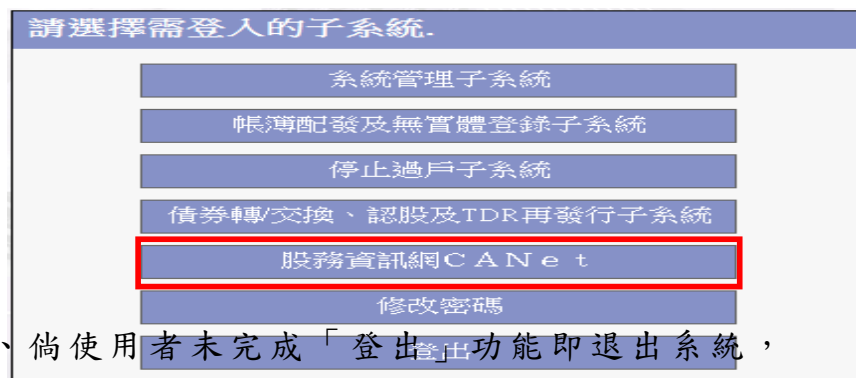 請選擇需登入的子系統.
系統管理子系統
帳簿配發及無實體登錄子系統
停止過戶子系統
債券轉/交換、認股及TDR再發行子系統
股務資訊網ＣＡＮｅｔ
修改密碼
登出
、倘使用者未完成「登出」功能即退出系統，